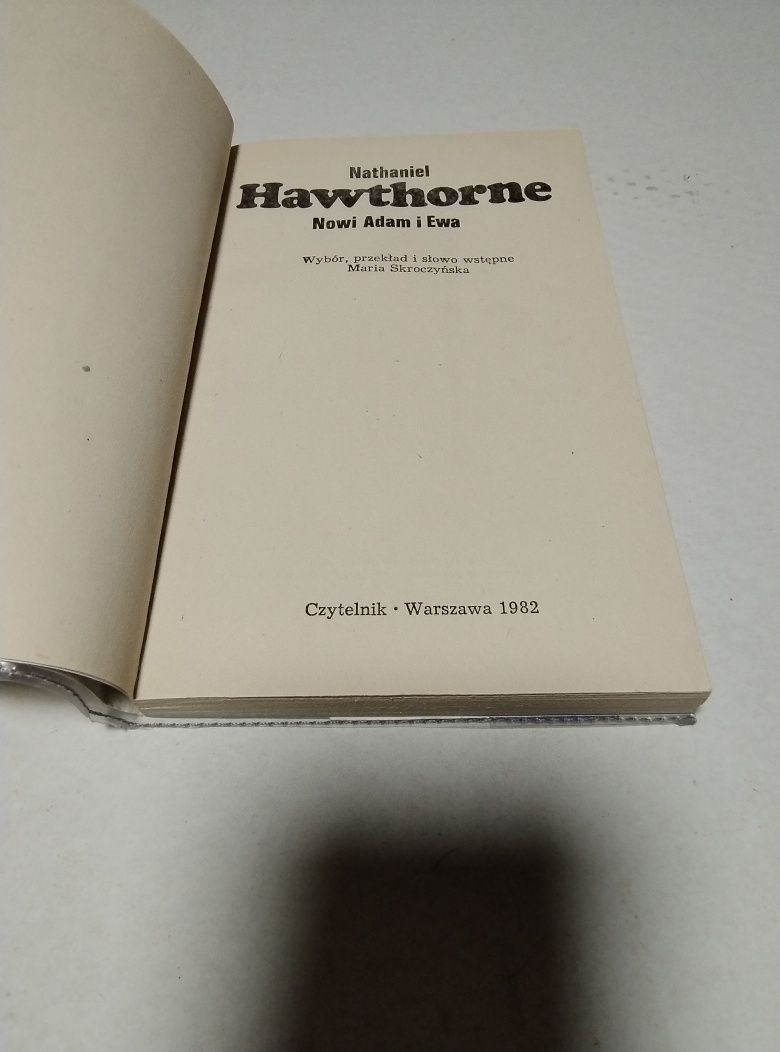 Nathaniel
Hawthorne
Nowi Adam i Ewa
Wybór, przekład i słowo wstępne
Maria Skroczyńska
Czytelnik • Warszawa 1982